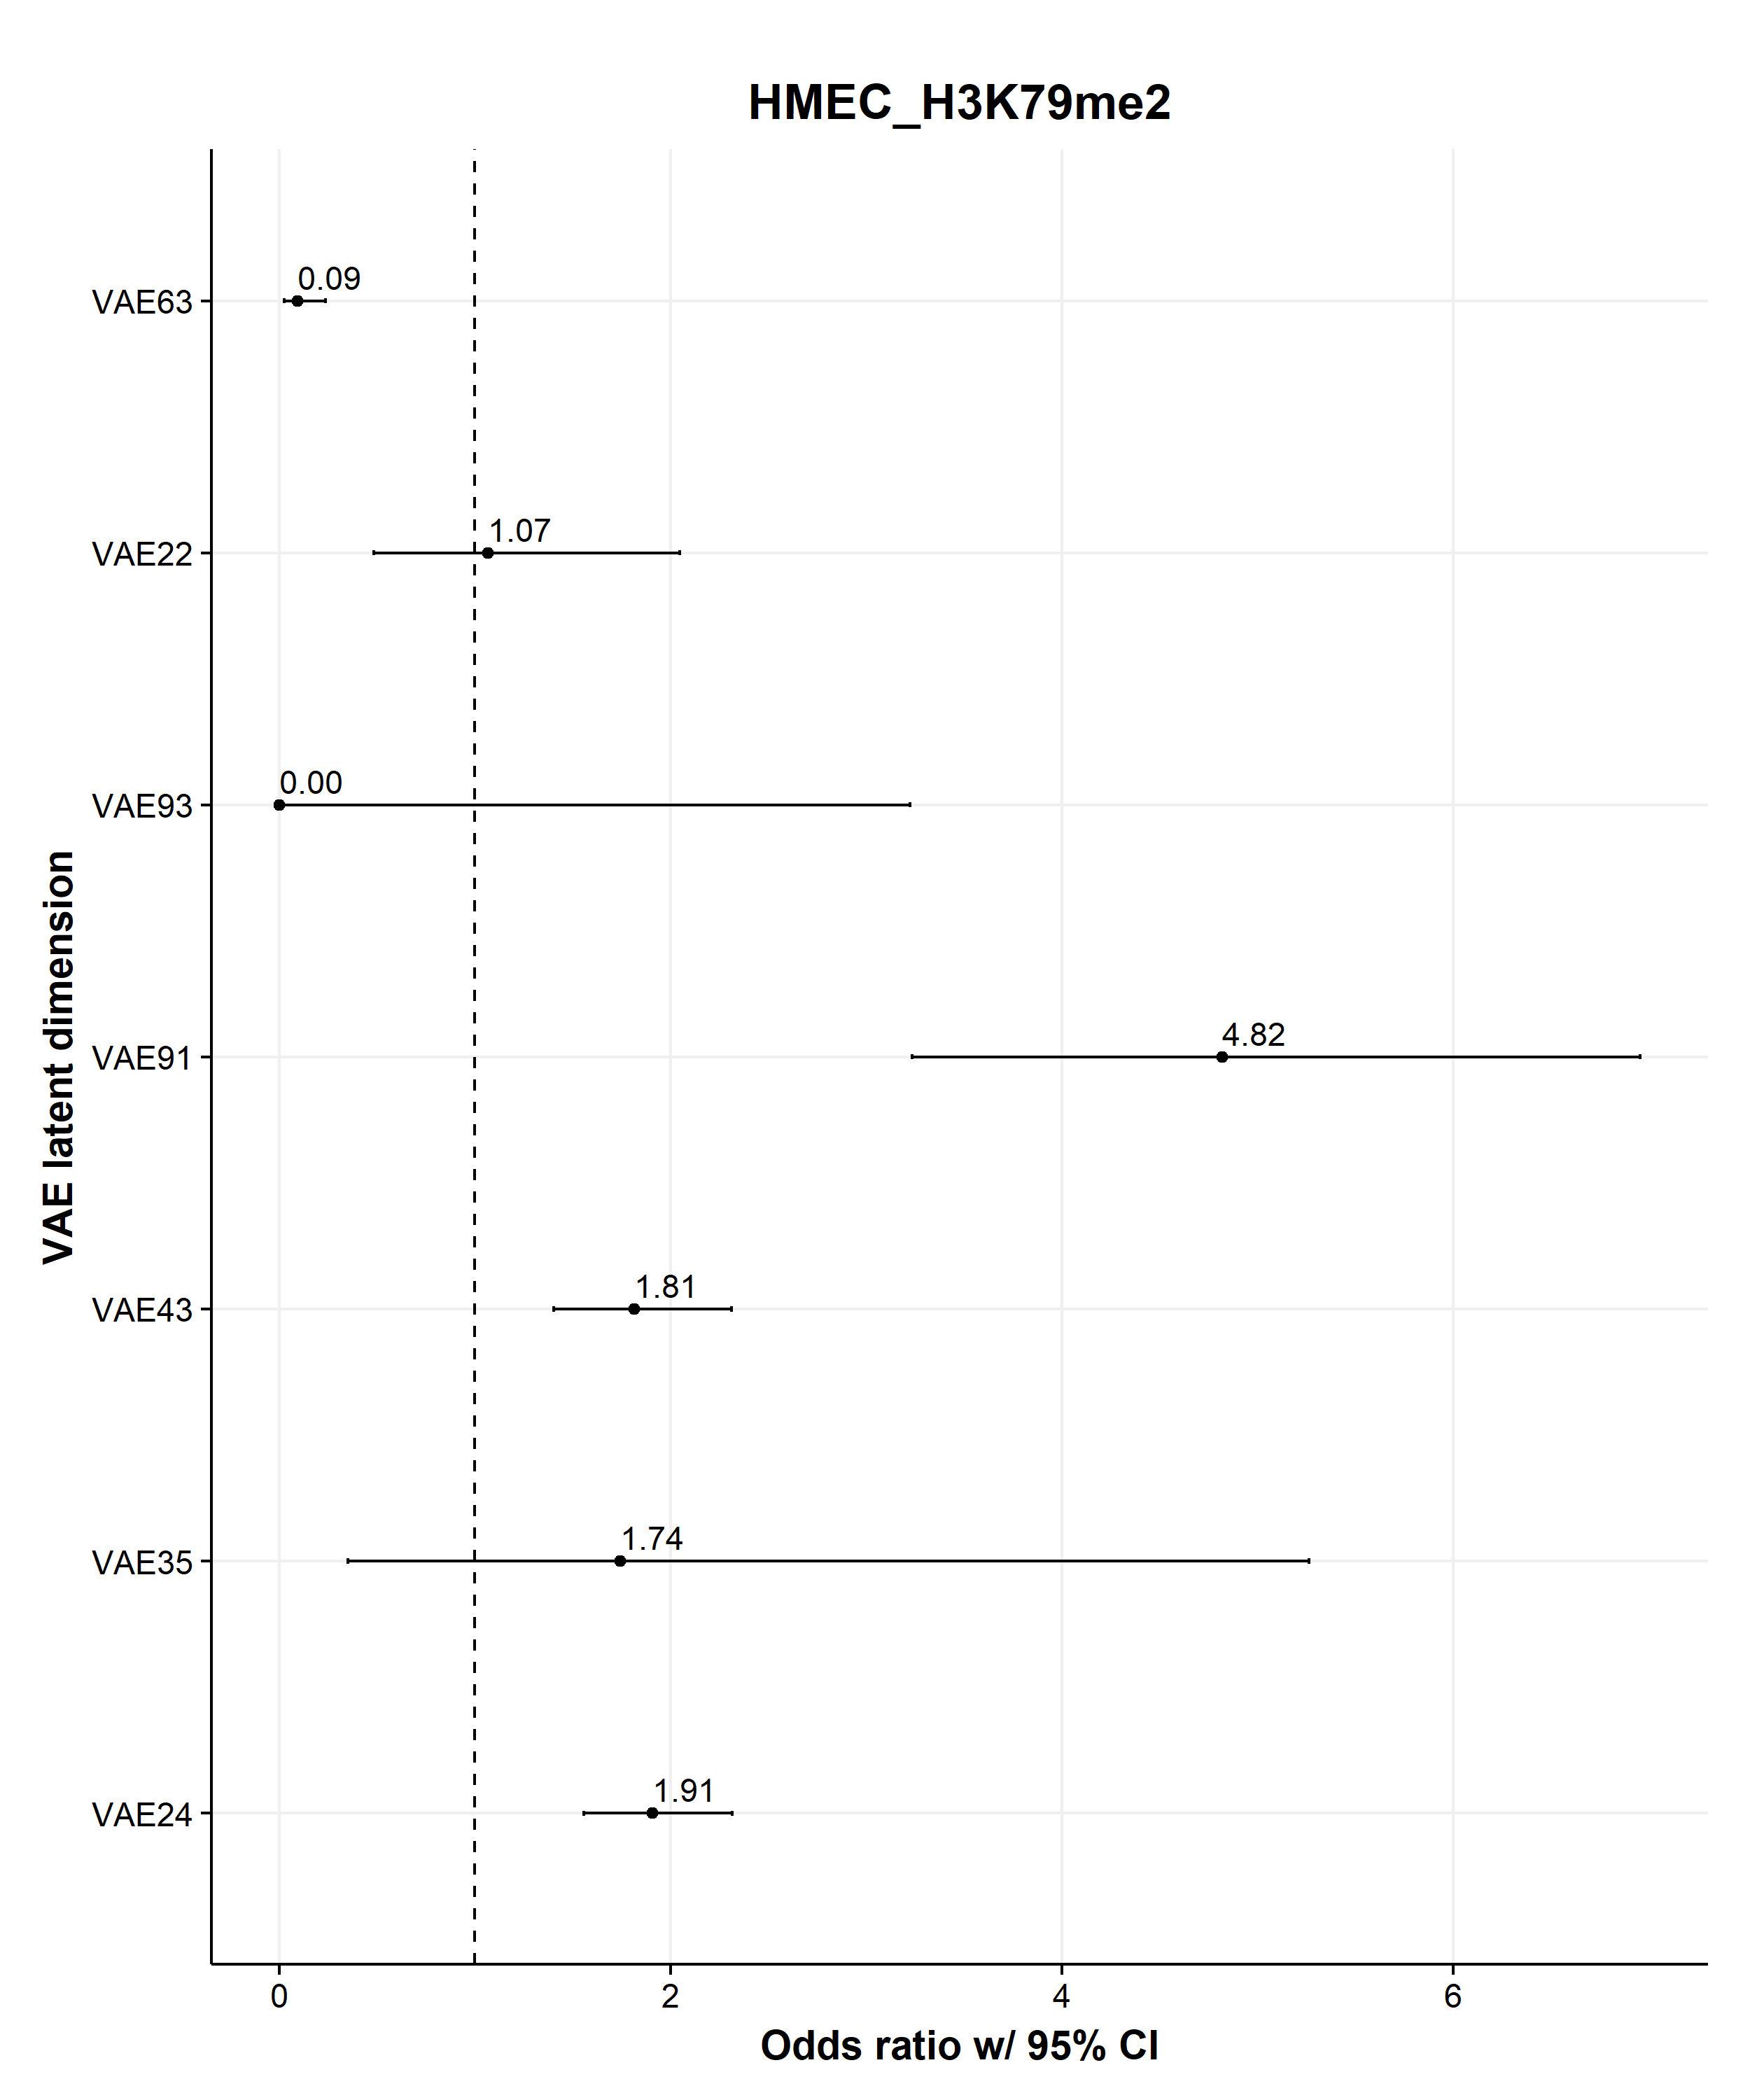 HMEC_H3K79me2
VAE latent dimension
VAE63
0.09
VAE22
1.07
VAE93
0.00
VAE91
4.82
VAE43
1.81
VAE35
1.74
VAE24
1.91
0 2 4 6
Odds ratio w/ 95% CI